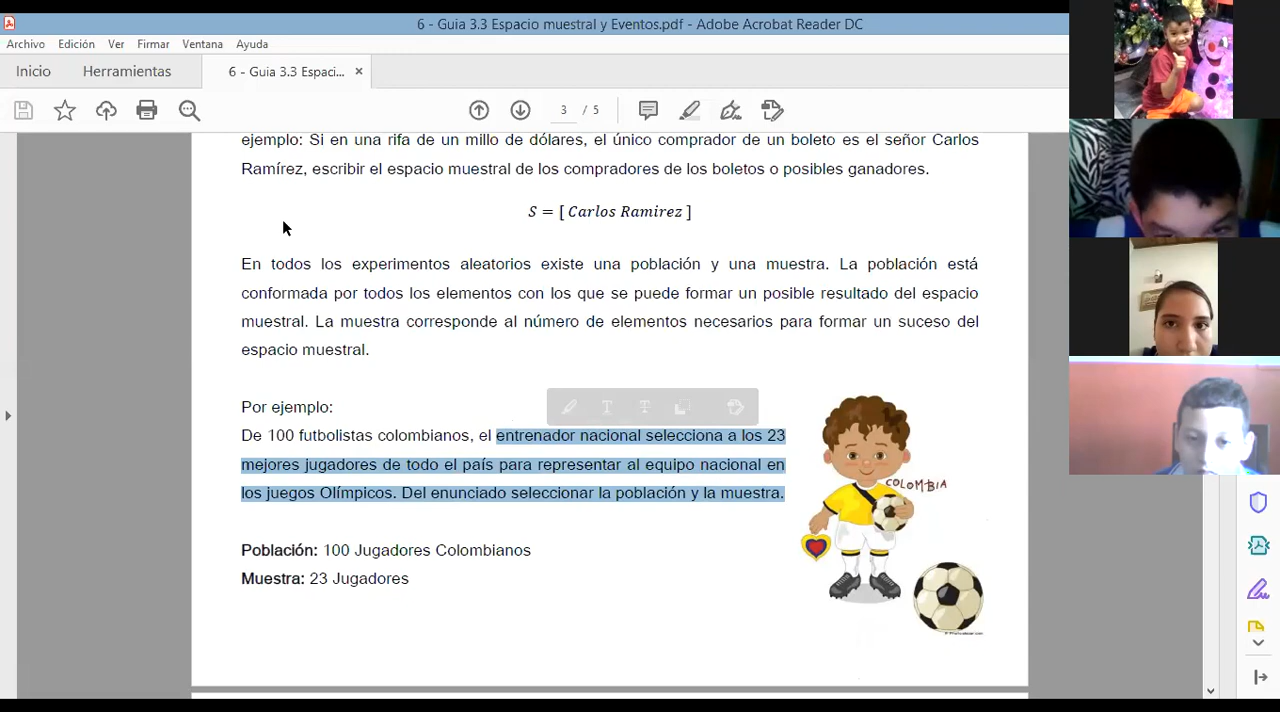 6 - Guia 3.3 Espacio muestral y Eventos.pdf - Adobe Acrobat Reader DC
Archivo Edición Ver Firmar Ventana Ayuda
Inicio Herramientas 6 - Guia 3.3 Espaci... ×
3 / 5
ejemplo: Si en una rifa de un millo de dólares, el único comprador de un boleto es el señor Carlos
Ramírez, escribir el espacio muestral de los compradores de los boletos o posibles ganadores.
S = [ Carlos Ramirez ]
En todos los experimentos aleatorios existe una población y una muestra. La población está
conformada por todos los elementos con los que se puede formar un posible resultado del espacio
muestral. La muestra corresponde al número de elementos necesarios para formar un suceso del
espacio muestral.
Por ejemplo:
De 100 futbolistas colombianos, el entrenador nacional selecciona a los 23
mejores jugadores de todo el país para representar al equipo nacional en
los juegos Olímpicos. Del enunciado seleccionar la población y la muestra.
COLOMBIA
Población: 100 Jugadores Colombianos
Muestra: 23 Jugadores